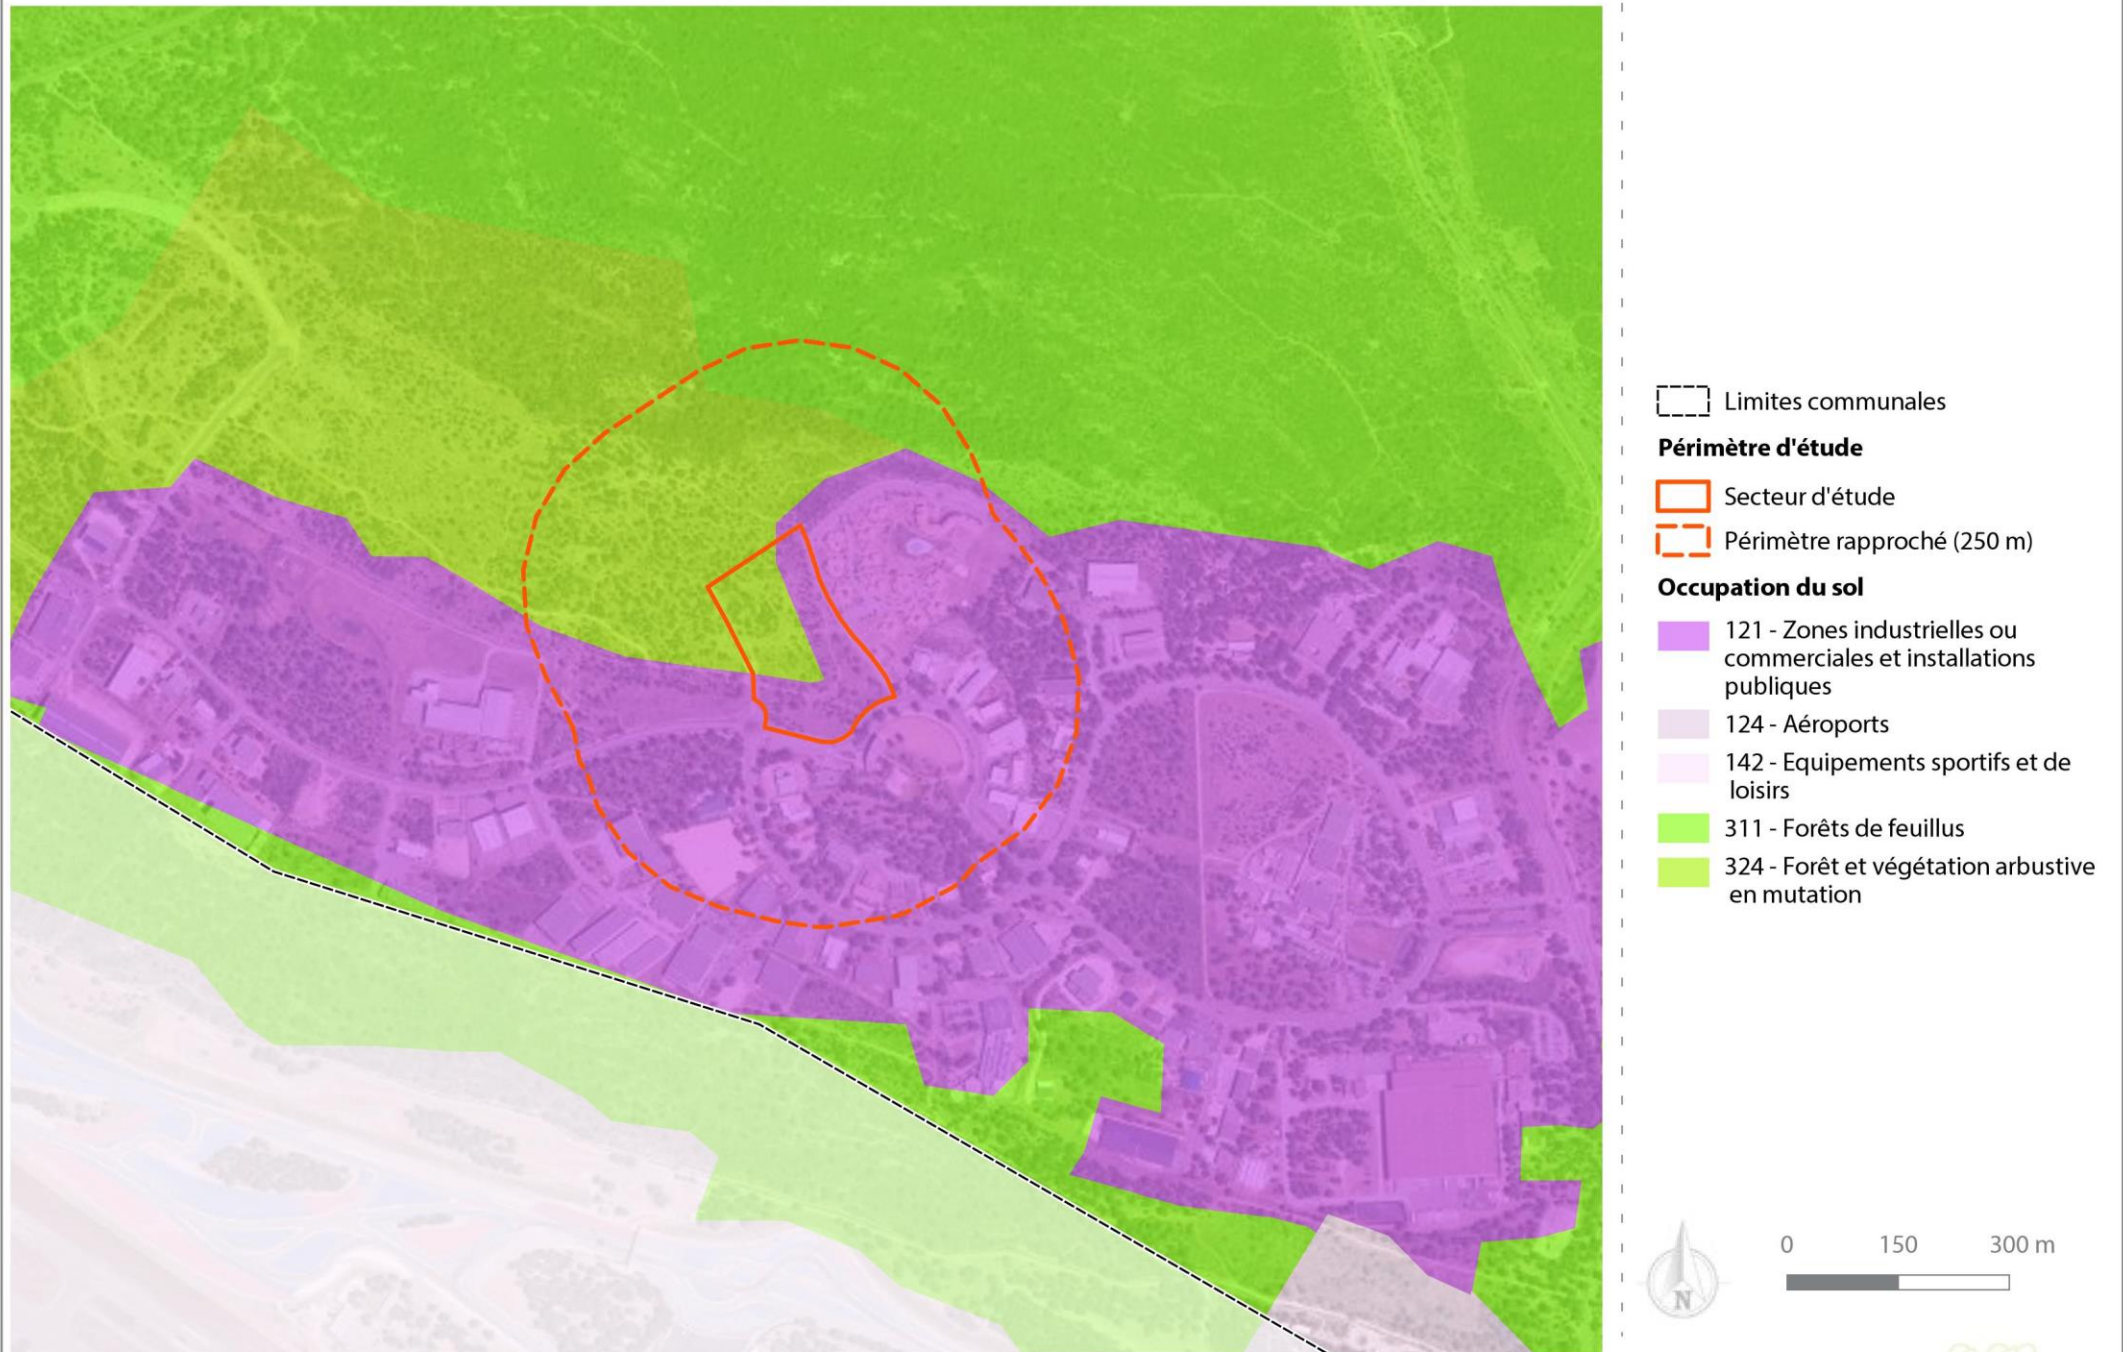 Limites communales
Périmètre d'étude
Secteur d'étude
Périmètre rapproché (250 m)
Occupation du sol
121 - Zones industrielles ou
commerciales et installations
publiques
124 - Aéroports
142 - Equipements sportifs et de
loisirs
311 - Forêts de feuillus
324 - Forêt et végétation arbustive
en mutation
0 150 300 m
N